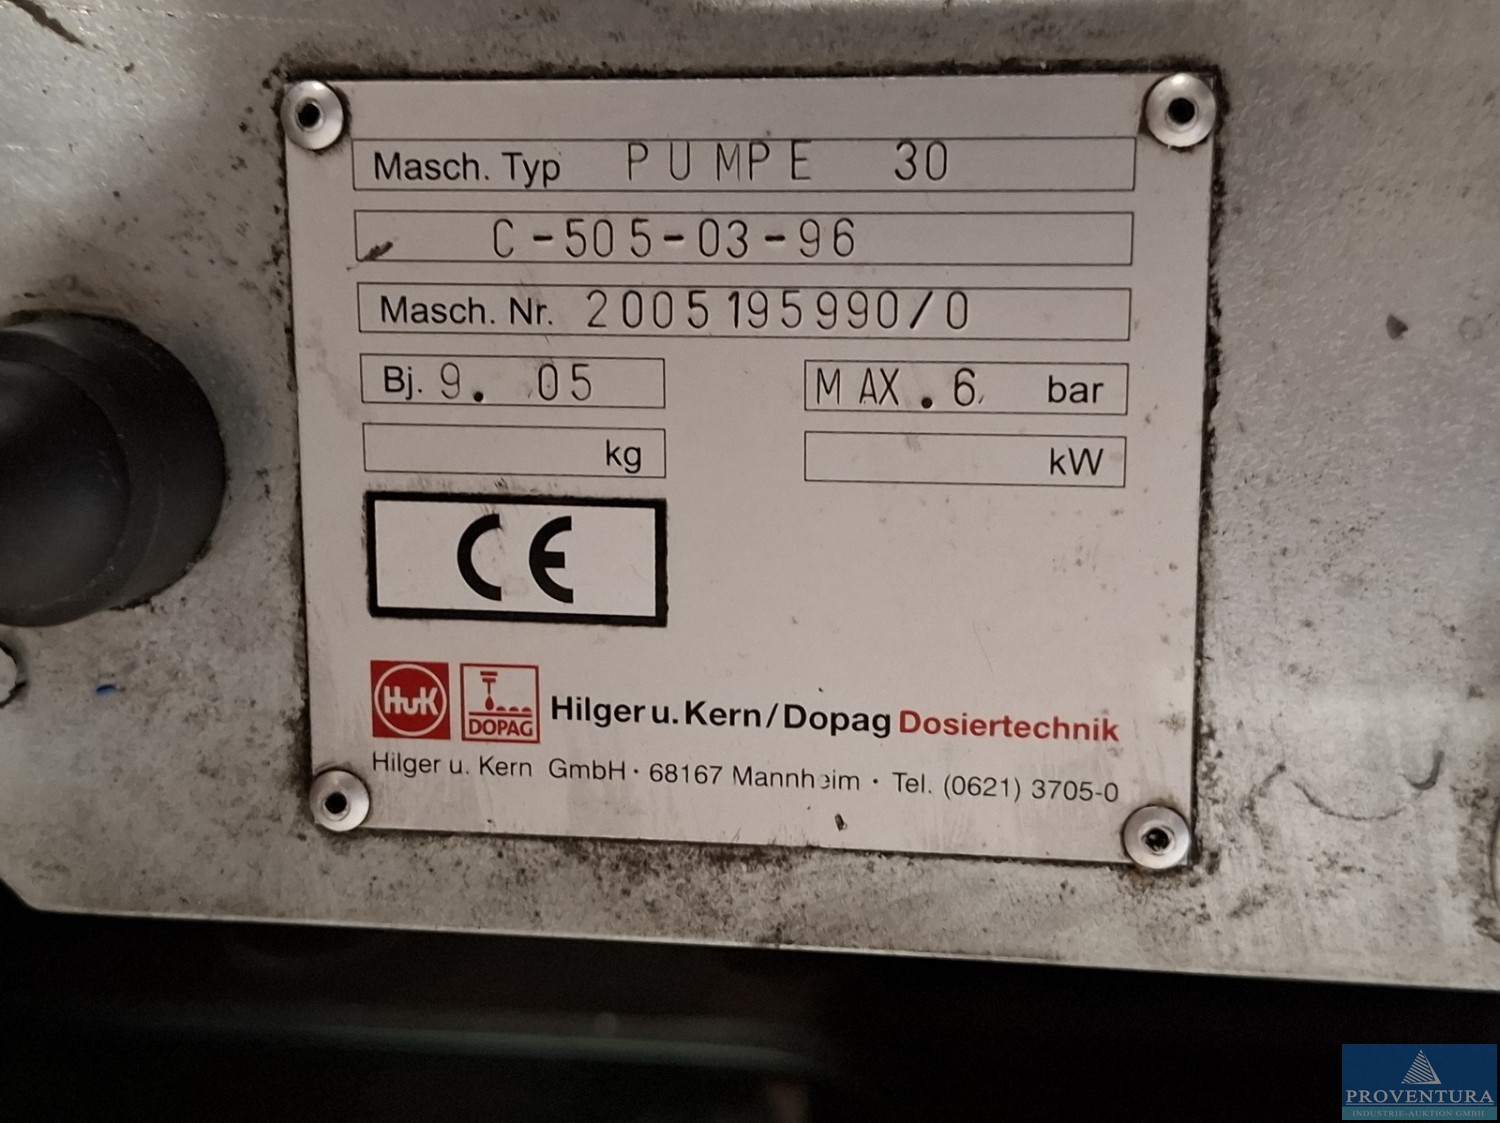 Masch. Typ PUMPE 30
C-505-03-96
Masch. Nr. 2005195990/0
Bj. 9. 05
MAX. 6 bar
kg
kW
CE
HuK
DOPAG
Hilger u. Kern/Dopag Dosiertechnik
Hilger u. Kern GmbH · 68167 Mannheim · Tel. (0621) 3705-0
PROVENTURA
INDUSTRIE-AUKTION GMBH